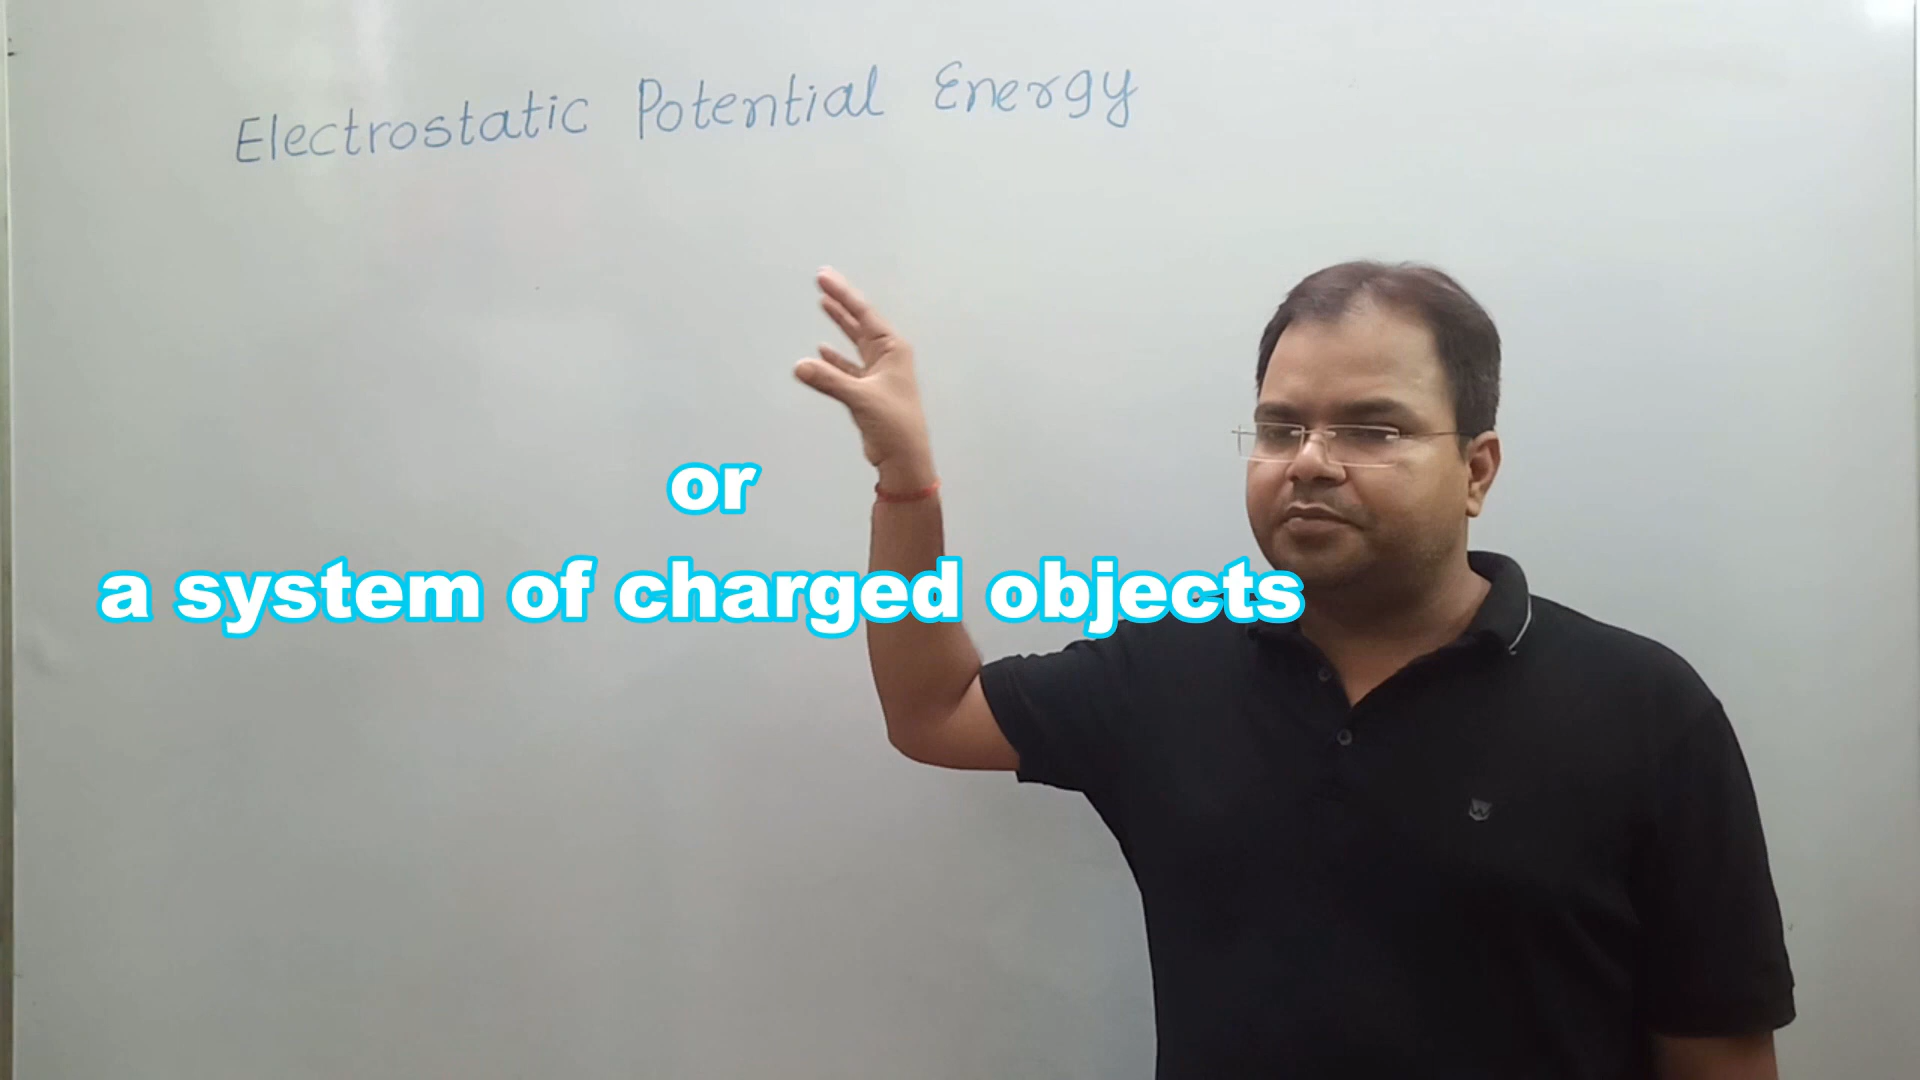 Electrostatic Potential Energy
or
a system of charged objects